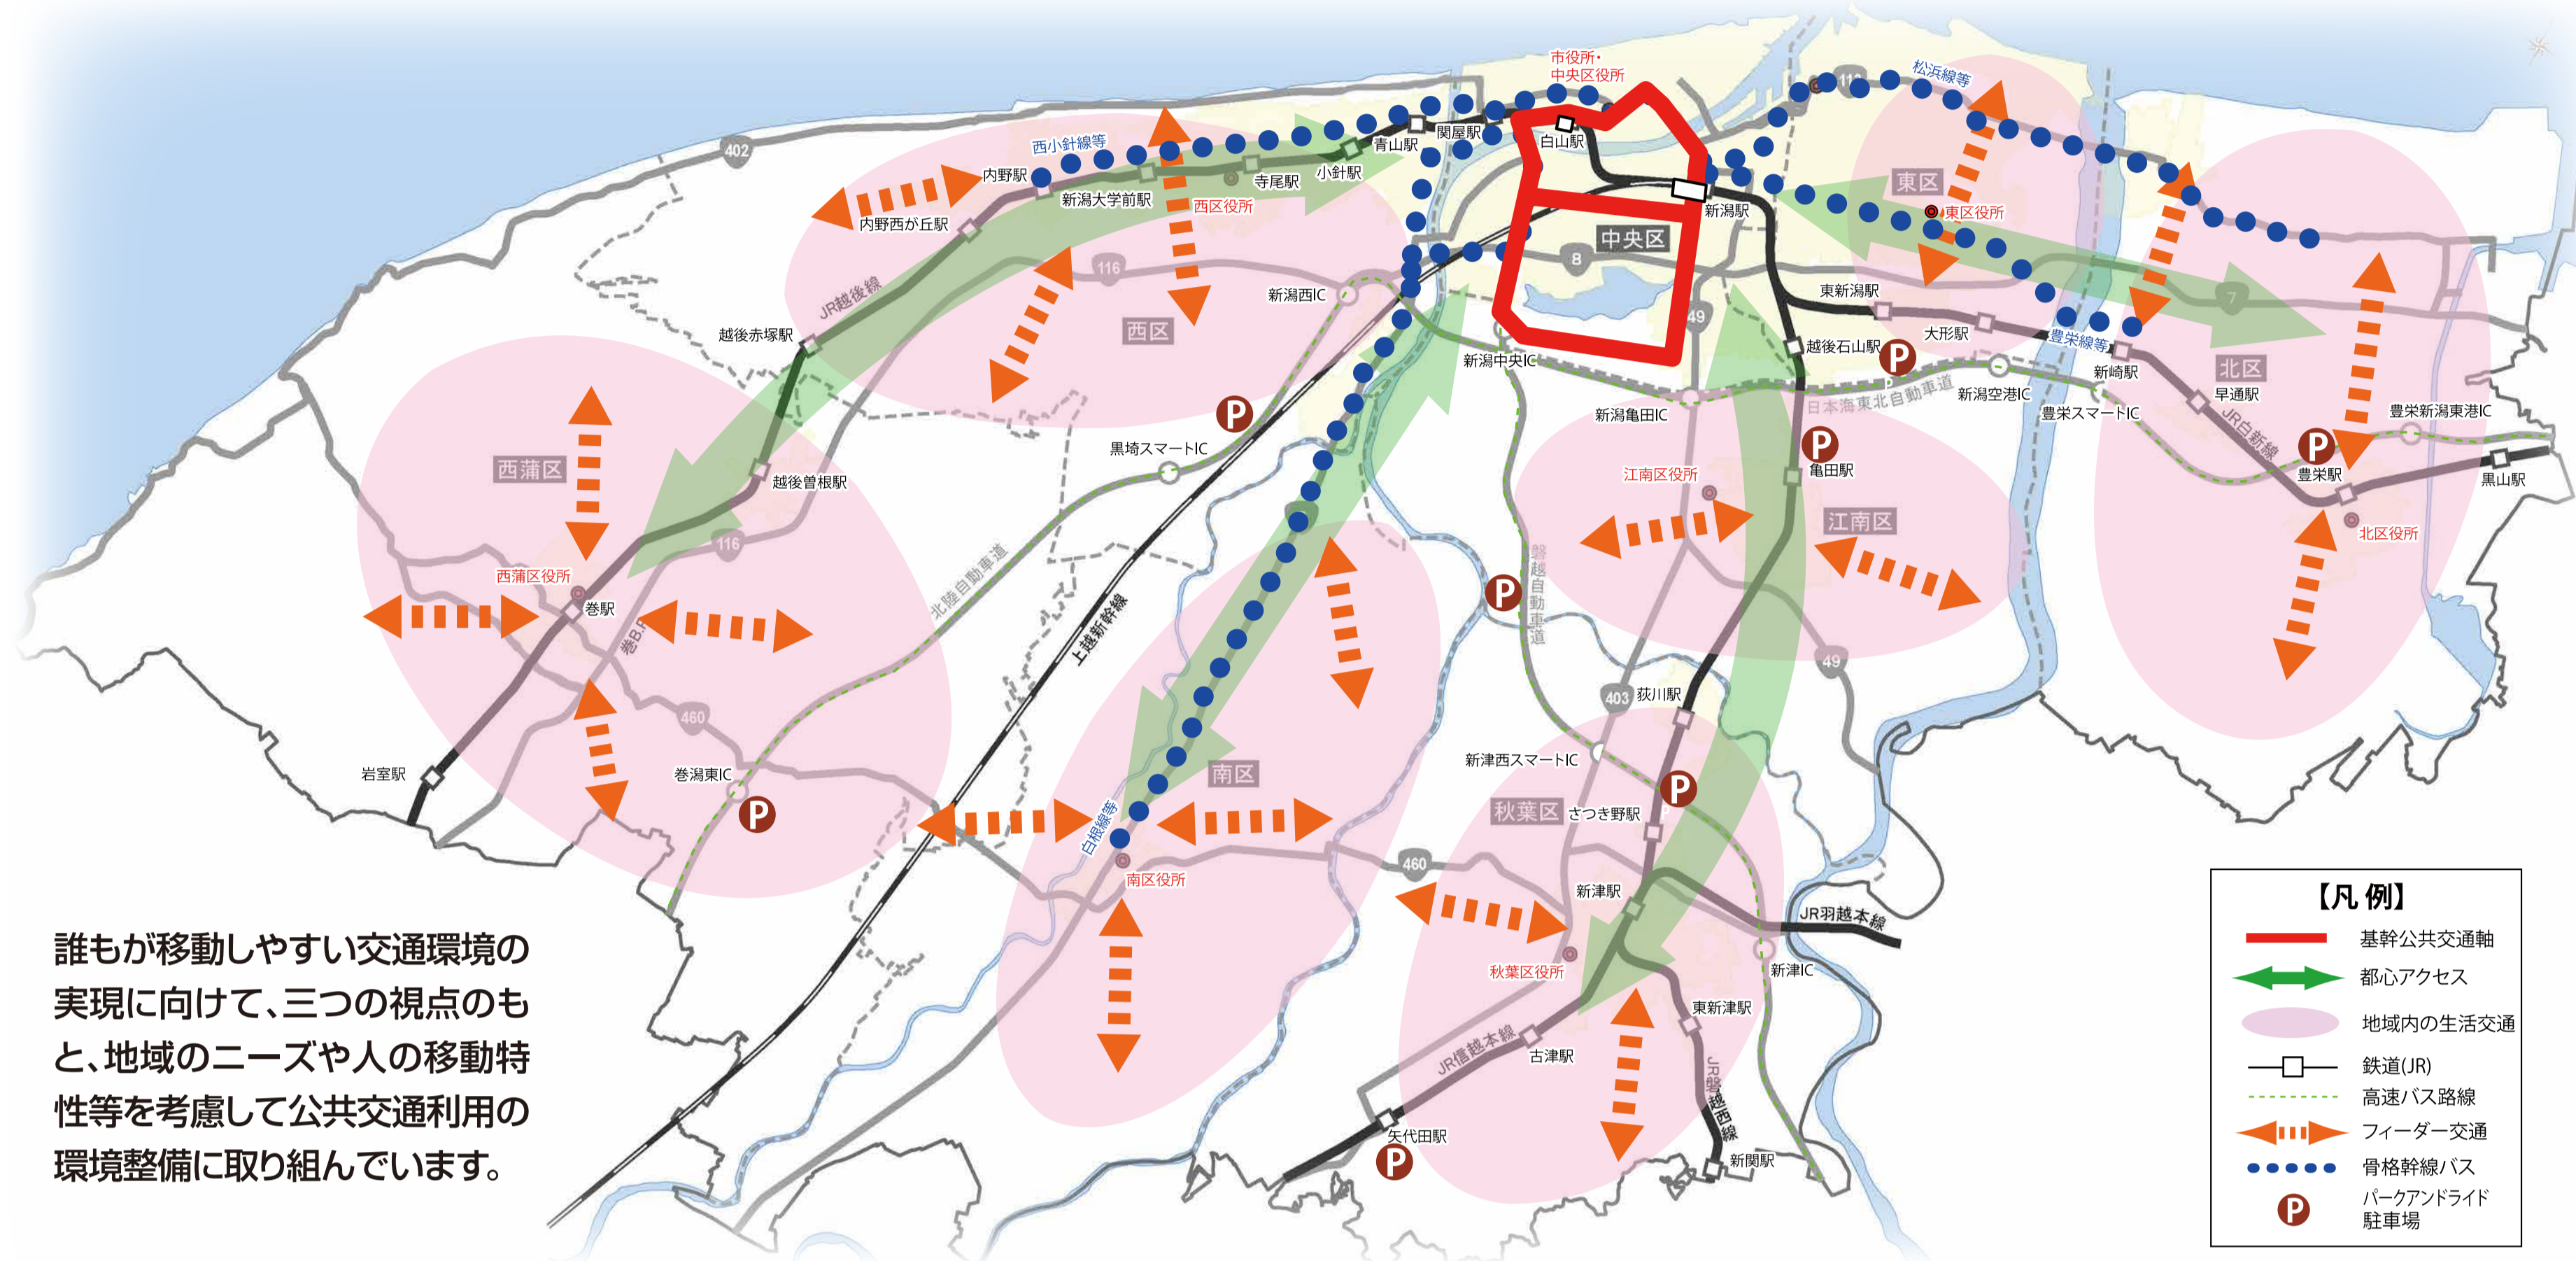 市役所・
中央区役所
松浜線等
113
402
西小針線等
青山駅
関屋駅
白山駅
内野駅
新潟大学前駅
寺尾駅
小針駅
西区役所
内野西が丘駅
新潟駅
東区
東区役所
中央区
8
116
新潟西IC
JR越後線
西区
越後赤塚駅
49
東新潟駅
大形駅
豊栄線等
7
新潟中央IC
越後石山駅
P
新崎駅
北区
早通駅
新潟空港IC
日本海東北自動車道
豊栄スマートIC
豊栄新潟東港IC
JR白新線
新潟亀田IC
P
黒埼スマートIC
西蒲区
越後曽根駅
116
江南区役所
P
亀田駅
P
豊栄駅
黒山駅
江南区
北区役所
西蒲区役所
巻駅
巻B.P
北陸自動車道
上越新幹線
P
磐越自動車道
49
460
403
荻川駅
岩室駅
巻潟東IC
P
南区
新津西スマートIC
P
秋葉区
さつき野駅
白根線等
南区役所
460
新津駅
JR羽越本線
秋葉区役所
新津IC
東新津駅
JR信越本線
古津駅
JR磐越西線
矢代田駅
P
新関駅
誰もが移動しやすい交通環境の
実現に向けて、三つの視点のも
と、地域のニーズや人の移動特
性等を考慮して公共交通利用の
環境整備に取り組んでいます。
【凡 例】
基幹公共交通軸
都心アクセス
地域内の生活交通
鉄道(JR)
高速バス路線
フィーダー交通
骨格幹線バス
P
パークアンドライド
駐車場